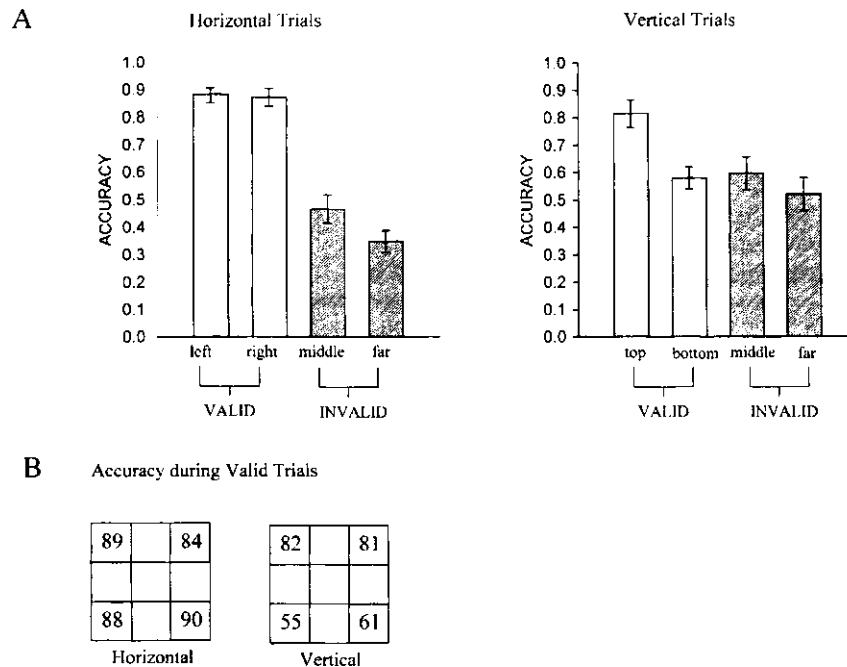 A
Horizontal Trials
1.0
0.9
0.8
0.7
0.6
0.5
0.4
0.3
0.2
0.1
0.0
ACCURACY
left right middle far
VALID INVALID
Vertical Trials
1.0
0.9
0.8
0.7
0.6
0.5
0.4
0.3
0.2
0.1
0.0
ACCURACY
top bottom middle far
VALID INVALID
B Accuracy during Valid Trials
89 84
88 90
Horizontal
82 81
55 61
Vertical